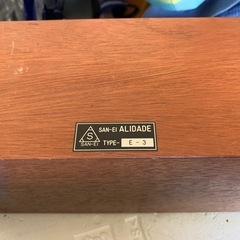 S
SAN-EI
SAN-EI ALIDADE
TYPE- E-3